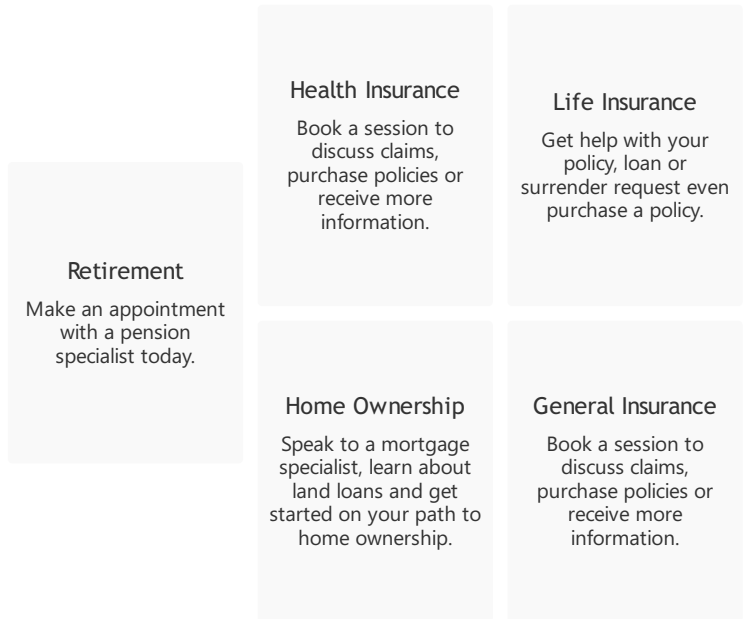 Retirement
Make an appointment
with a pension
specialist today.
Health Insurance
Book a session to
discuss claims,
purchase policies or
receive more
information.
Life Insurance
Get help with your
policy, loan or
surrender request even
purchase a policy.
Home Ownership
Speak to a mortgage
specialist, learn about
land loans and get
started on your path to
home ownership.
General Insurance
Book a session to
discuss claims,
purchase policies or
receive more
information.